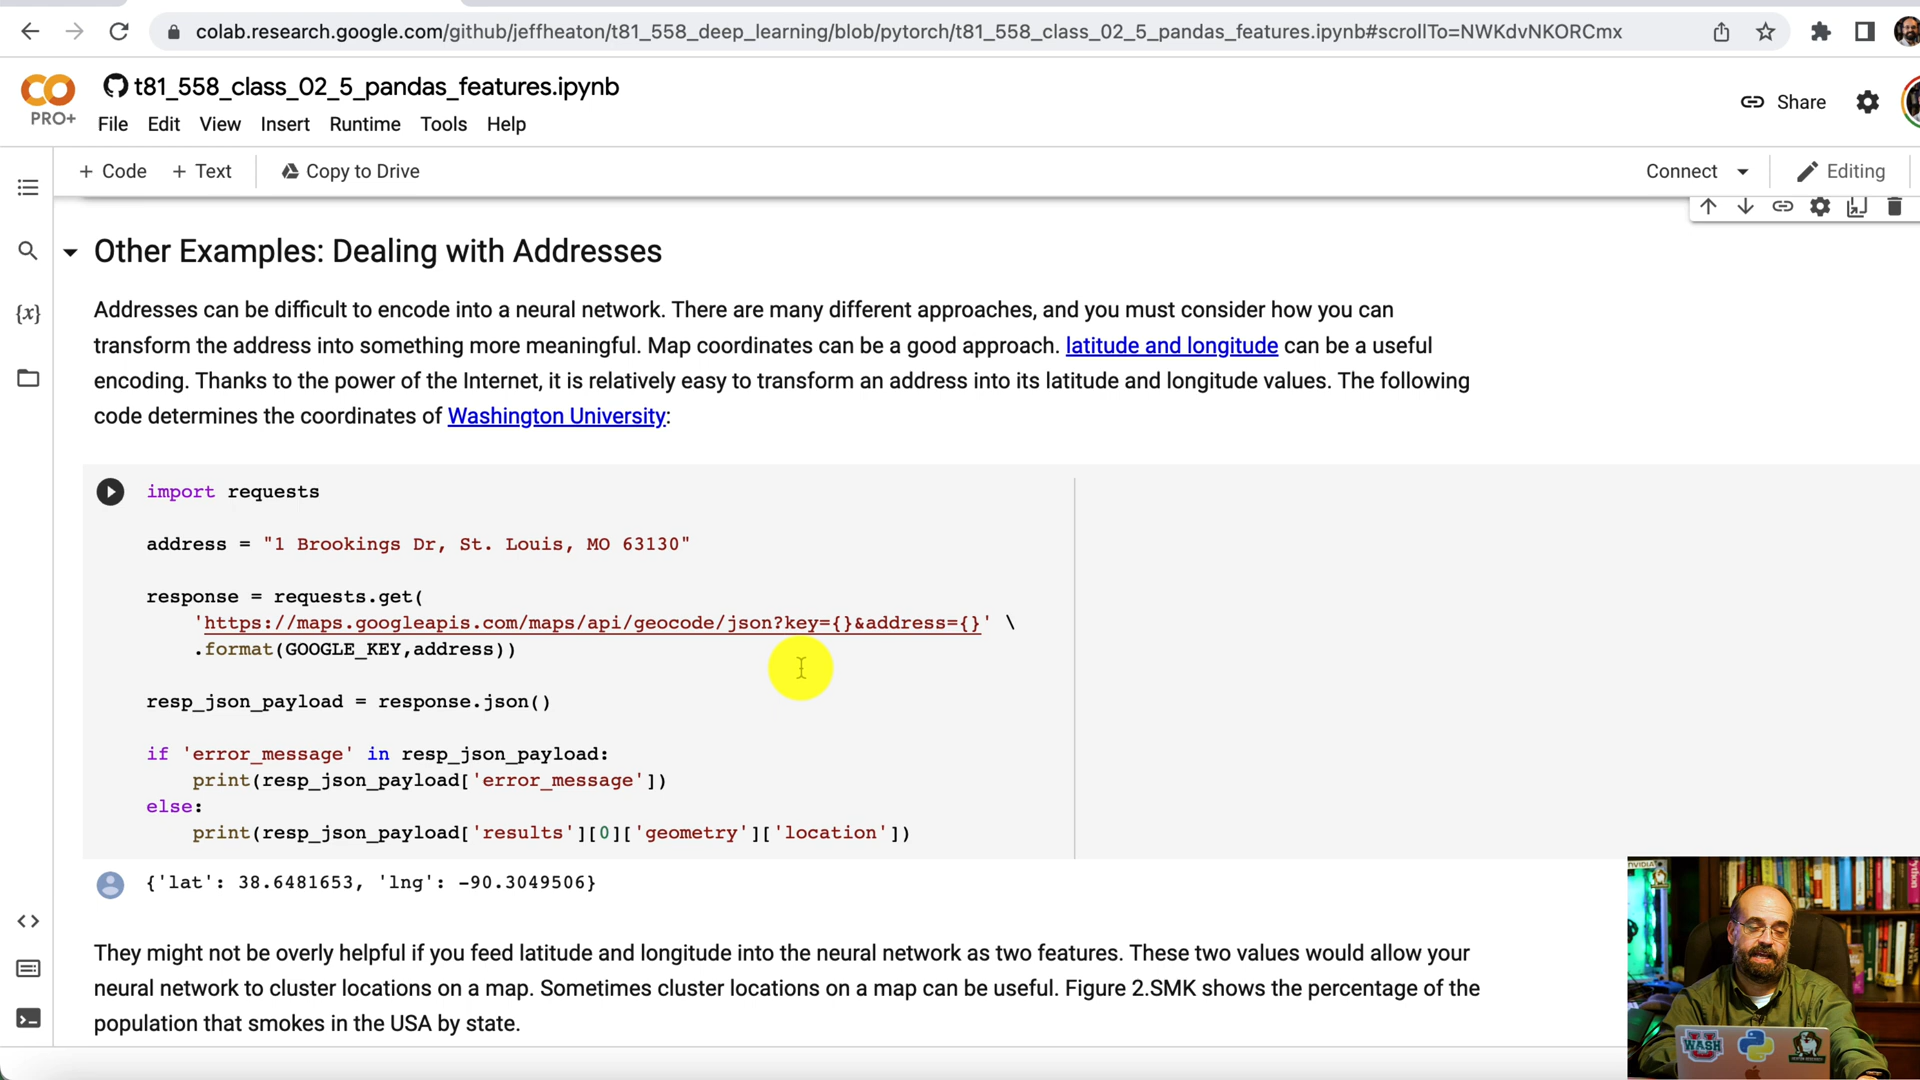 colab.research.google.com/github/jeffheaton/t81_558_deep_learning/blob/pytorch/t81_558_class_02_5_pandas_features.ipynb#scrollTo=NWKdvNKORCmx
t81_558_class_02_5_pandas_features.ipynb
PRO+
File Edit View Insert Runtime Tools Help
Share
+ Code + Text Copy to Drive
Connect Editing
{x}
Other Examples: Dealing with Addresses
Addresses can be difficult to encode into a neural network. There are many different approaches, and you must consider how you can
transform the address into something more meaningful. Map coordinates can be a good approach. latitude and longitude can be a useful
encoding. Thanks to the power of the Internet, it is relatively easy to transform an address into its latitude and longitude values. The following
code determines the coordinates of Washington University:
import requests
address = "1 Brookings Dr, St. Louis, MO 63130"
response = requests.get(
'https://maps.googleapis.com/maps/api/geocode/json?key={}&address={}' \
.format(GOOGLE_KEY,address))
resp_json_payload = response.json()
if 'error_message' in resp_json_payload:
print(resp_json_payload['error_message'])
else:
print(resp_json_payload['results'][0]['geometry']['location'])
{'lat': 38.6481653, 'lng': -90.3049506}
They might not be overly helpful if you feed latitude and longitude into the neural network as two features. These two values would allow your
neural network to cluster locations on a map. Sometimes cluster locations on a map can be useful. Figure 2.SMK shows the percentage of the
population that smokes in the USA by state.
NVIDIA
WASH